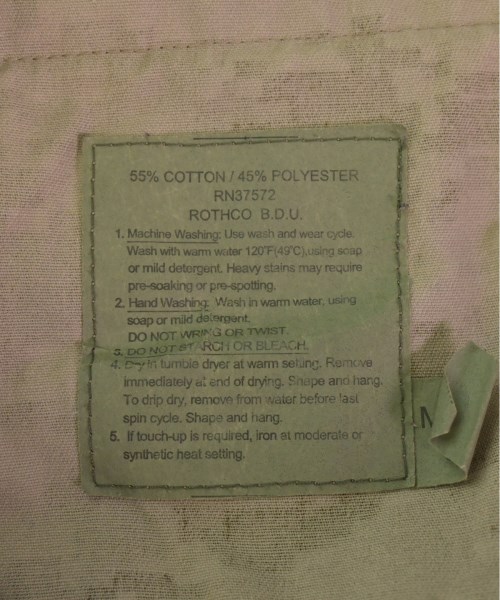 55% COTTON / 45% POLYESTER
RN37572
ROTHCO B.D.U.
1. Machine Washing: Use wash and wear cycle.
Wash with warm water 120°F(49°C),using soap
or mild detergent. Heavy stains may require
pre-soaking or pre-spotting.
2. Hand Washing: Wash in warm water, using
soap or mild detergent.
DO NOT WRING OR TWIST.
3. DO NOT STARCH OR BLEACH.
4. Dry in tumble dryer at warm setting. Remove
immediately at end of drying. Shape and hang.
To drip dry, remove from water before last
spin cycle. Shape and hang.
5. If touch-up is required, iron at moderate or
synthetic heat setting.
M